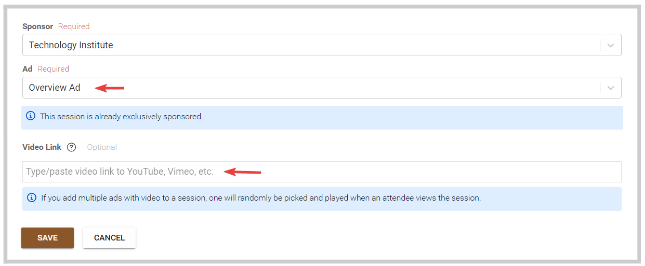 Sponsor Required
Technology Institute
Ad Required
Overview Ad
This session is already exclusively sponsored
Video Link ? Optional
Type/paste video link to YouTube, Vimeo, etc.
If you add multiple ads with video to a session, one will randomly be picked and played when an attendee views the session.
SAVE CANCEL